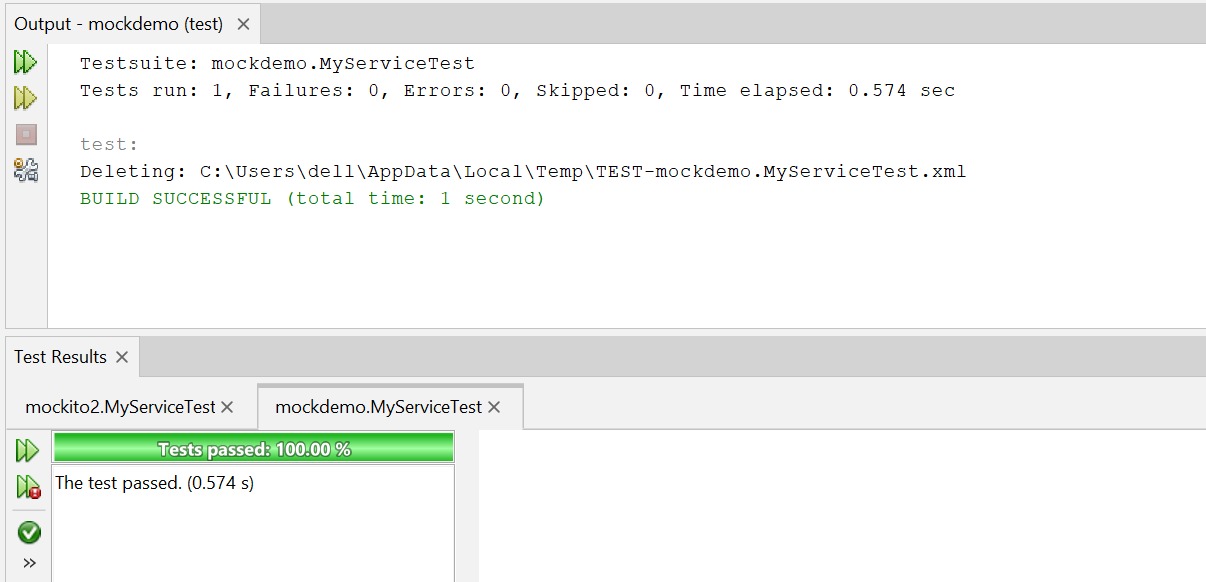 Output - mockdemo (test)
Testsuite: mockdemo.MyServiceTest
Tests run: 1, Failures: 0, Errors: 0, Skipped: 0, Time elapsed: 0.574 sec
test:
Deleting: C:\Users\dell\AppData\Local\Temp\TEST-mockdemo.MyServiceTest.xml
BUILD SUCCESSFUL (total time: 1 second)
Test Results
mockito2.MyServiceTest
mockdemo.MyServiceTest
Tests passed: 100.00 %
The test passed. (0.574 s)